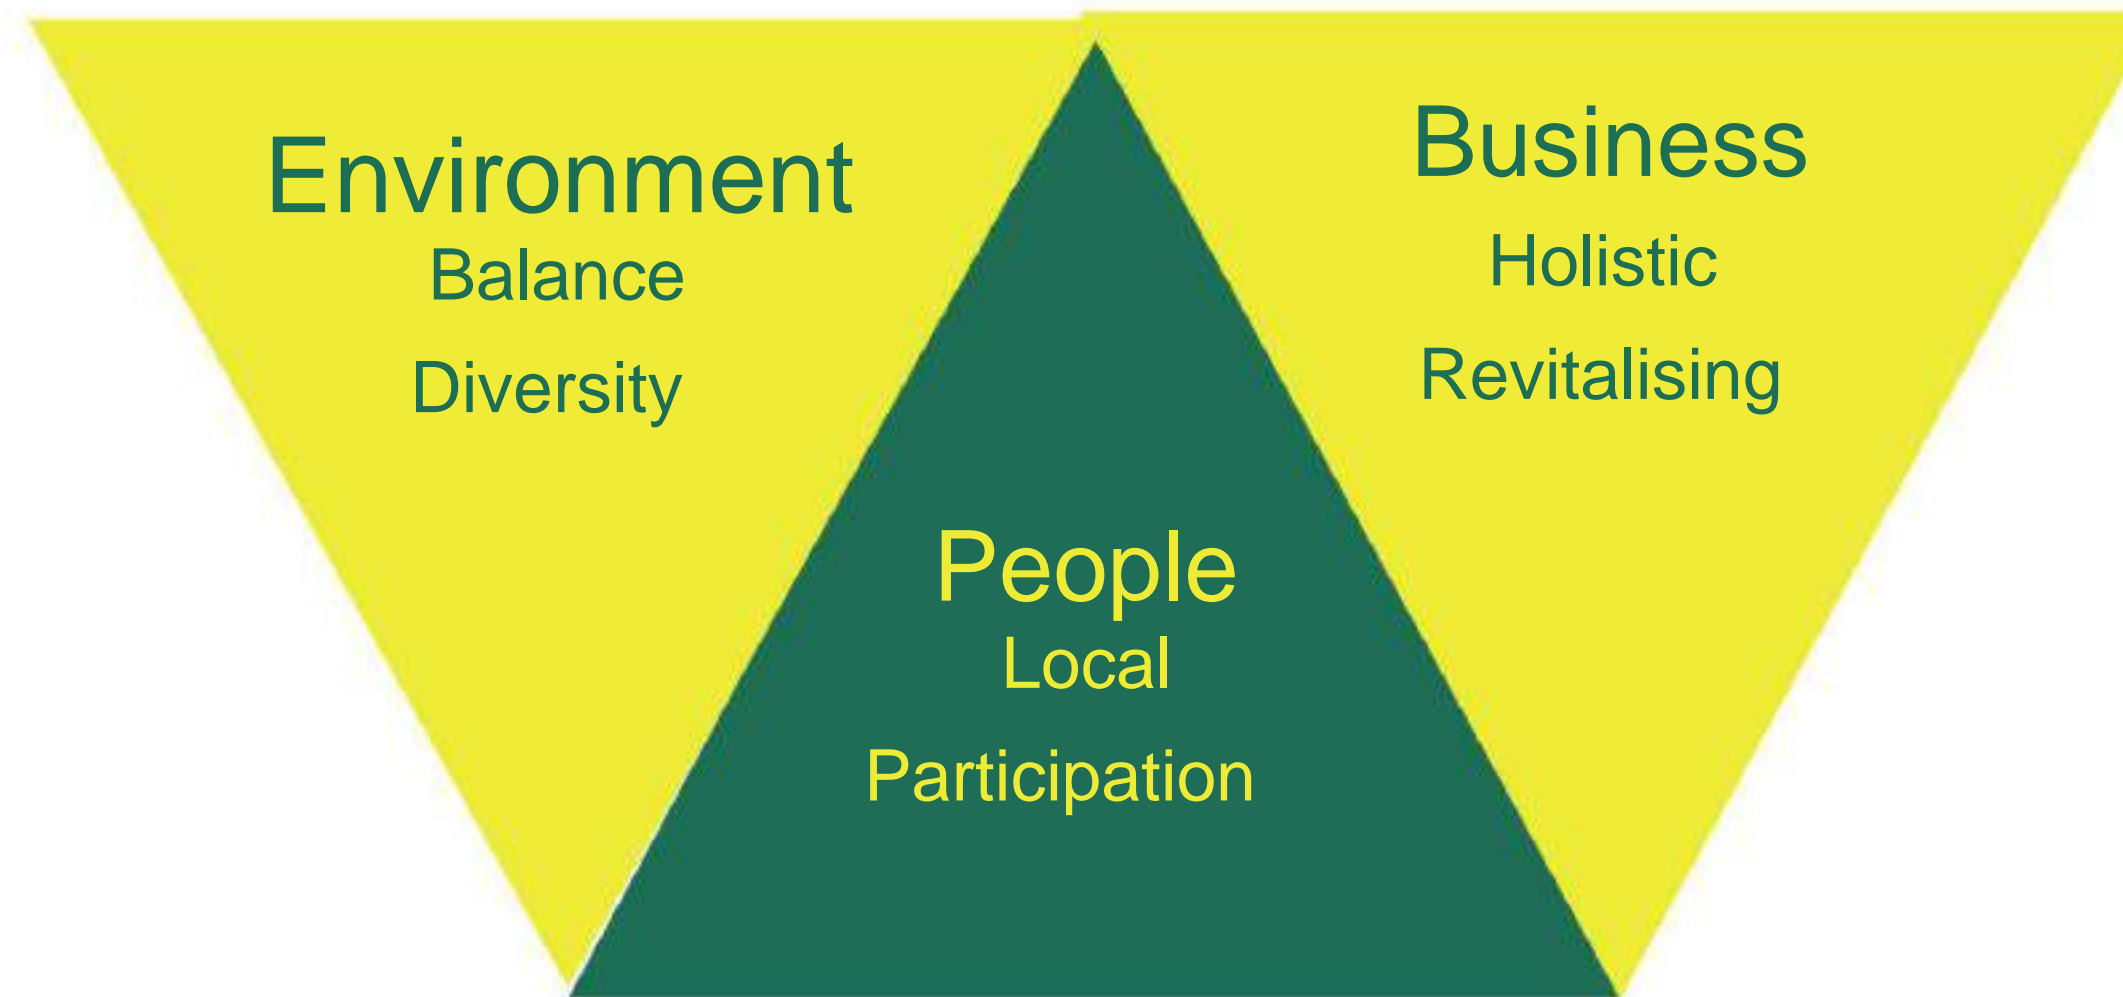 Environment
Balance
Diversity
People
Local
Participation
Business
Holistic
Revitalising